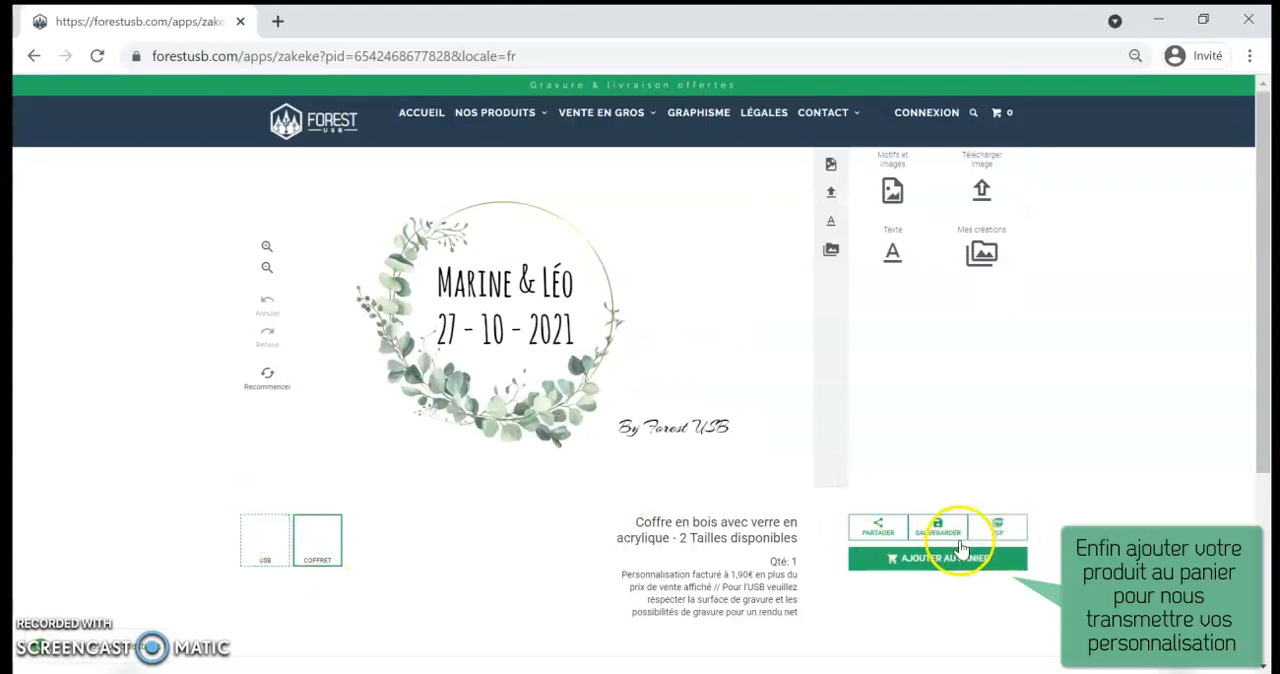 https://forestusb.com/apps/zake
forestusb.com/apps/zakeke?pid=6542468677828&locale=fr
Invité
Gravure & livraison offertes
FOREST
USB
ACCUEIL NOS PRODUITS VENTE EN GROS GRAPHISME LÉGALES CONTACT CONNEXION 0
Motifs et
images
Télécharger
image
Texte
Mes créations
Annuler
Refaire
Recommencer
Marine & Léo
27 - 10 - 2021
By Forest USB
USB
COFFRET
Coffre en bois avec verre en
acrylique - 2 Tailles disponibles
Qté: 1
Personnalisation facturé à 1,90€ en plus du
prix de vente affiché // Pour l'USB veuillez
respecter la surface de gravure et les
possibilités de gravure pour un rendu net
PARTAGER
SAUVEGARDER
PDF
AJOUTER AU PANIER
Enfin ajouter votre
produit au panier
pour nous
transmettre vos
personnalisation
RECORDED WITH
SCREENCAST MATIC